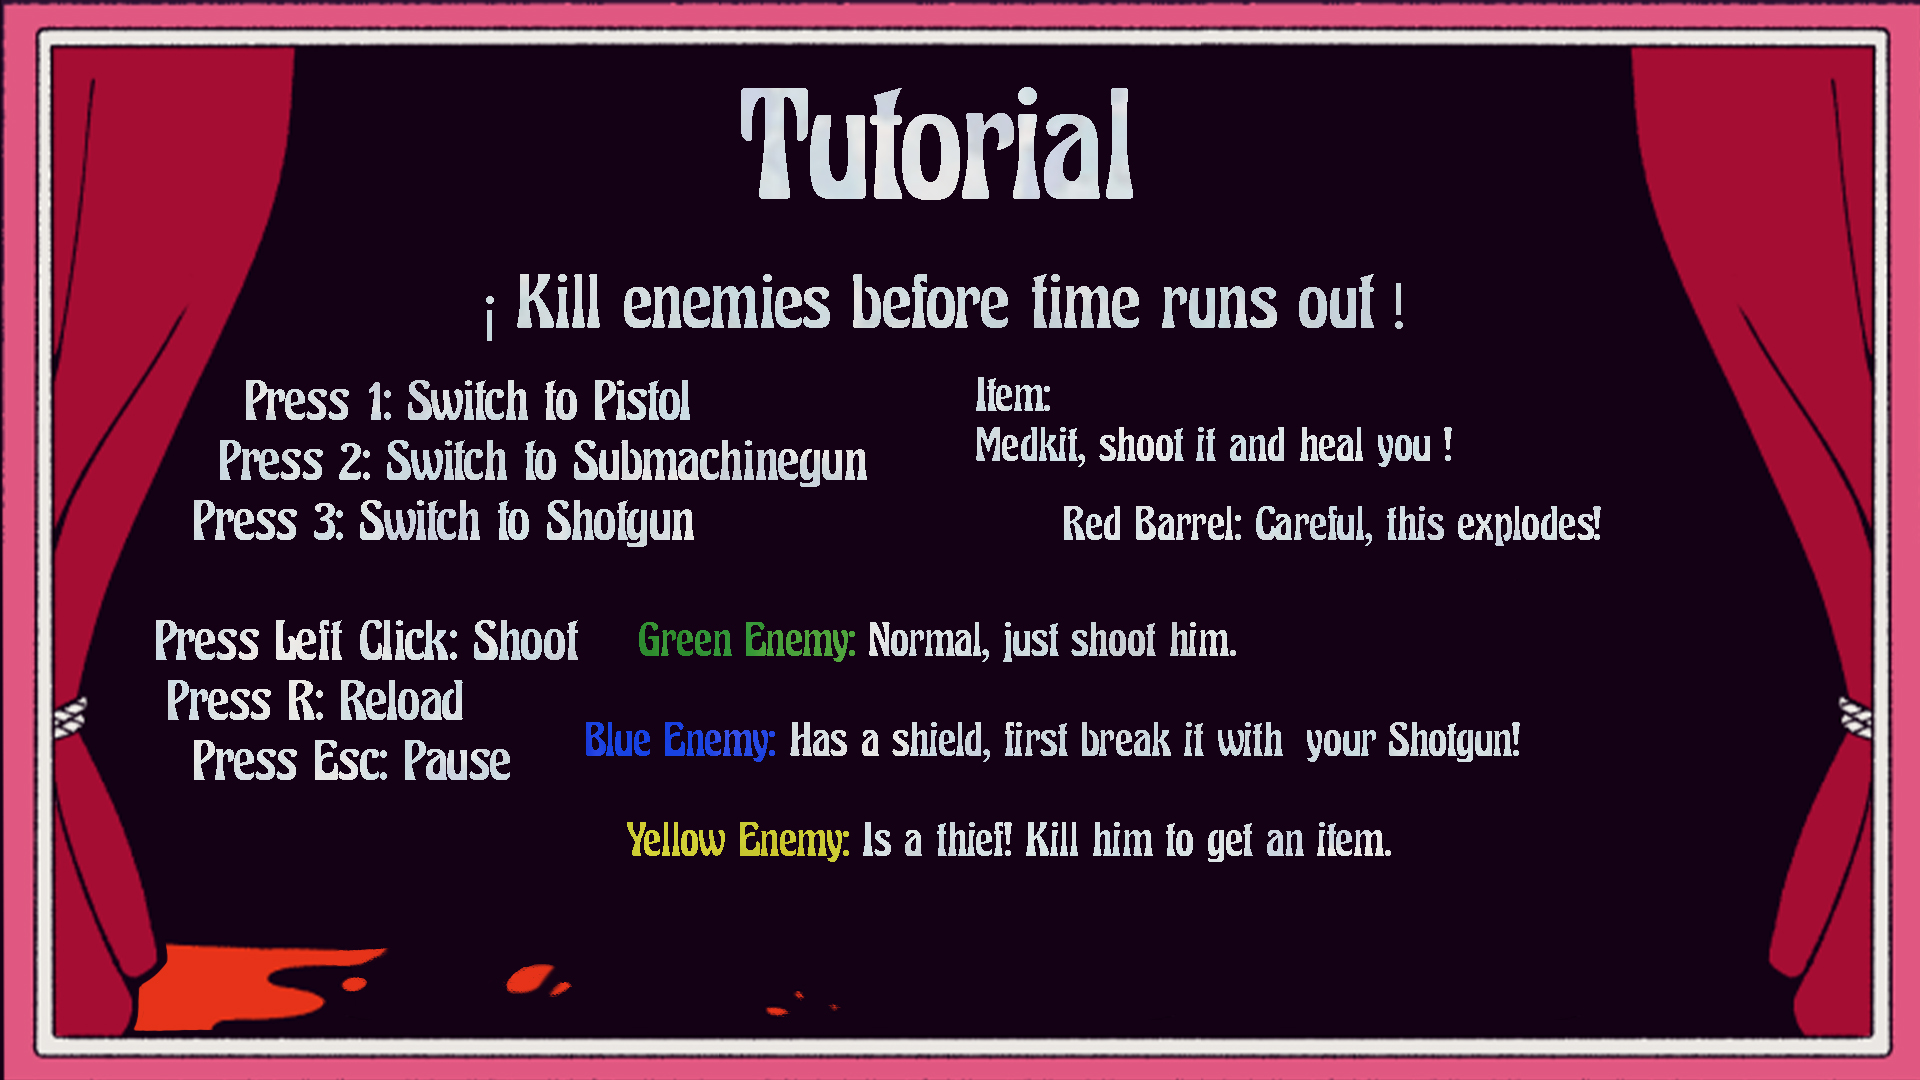 Tutorial
¡ Kill enemies before time runs out !
Press 1: Switch to Pistol
Press 2: Switch to Submachinegun
Press 3: Switch to Shotgun
Item:
Medkit, shoot it and heal you !
Red Barrel: Careful, this explodes!
Press Left Click: Shoot
Press R: Reload
Press Esc: Pause
Green Enemy: Normal, just shoot him.
Blue Enemy: Has a shield, first break it with your Shotgun!
Yellow Enemy: Is a thief! Kill him to get an item.